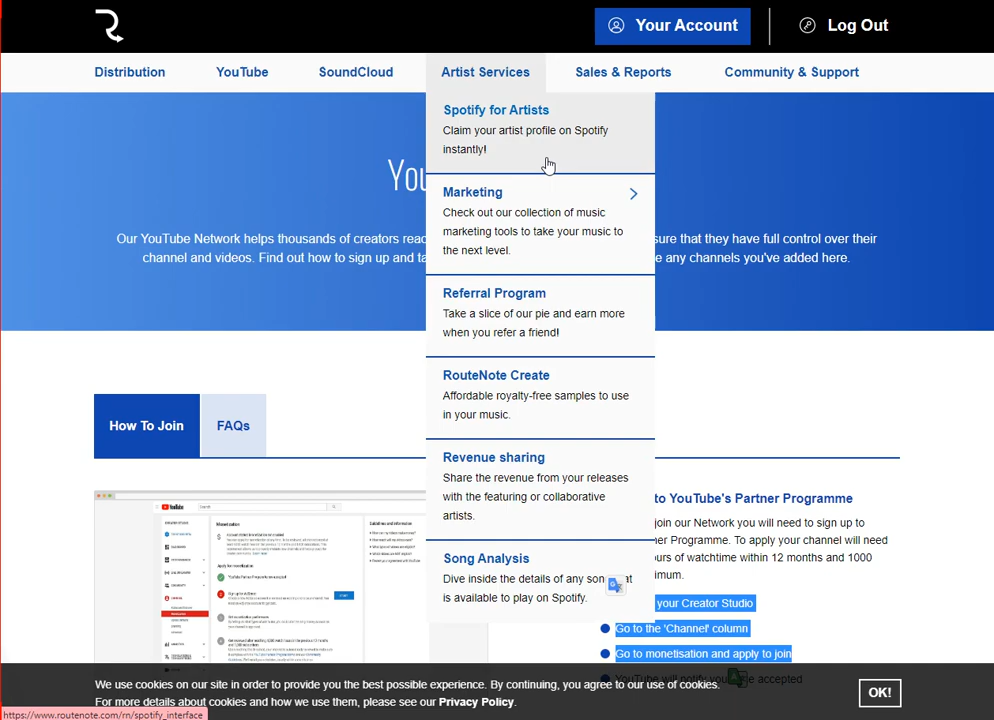 Your Account
Log Out
Distribution
YouTube
SoundCloud
Artist Services
Sales & Reports
Community & Support
Spotify for Artists
Claim your artist profile on Spotify
instantly!
Marketing
Check out our collection of music
marketing tools to take your music to
the next level.
Referral Program
Take a slice of our pie and earn more
when you refer a friend!
RouteNote Create
Affordable royalty-free samples to use
in your music.
Revenue sharing
Share the revenue from your releases
with the featuring or collaborative
artists.
Song Analysis
Dive inside the details of any song that
is available to play on Spotify.
You
Our YouTube Network helps thousands of creators reac
sure that they have full control over their
channel and videos. Find out how to sign up and ta
e any channels you've added here.
How To Join
FAQs
YouTube
Search
Monetization
to YouTube's Partner Programme
join our Network you will need to sign up to
ner Programme. To apply your channel will need
ours of watchtime within 12 months and 1000
imum.
your Creator Studio
Go to the 'Channel' column
Go to monetisation and apply to join
YouTube will notify you
accepted
We use cookies on our site in order to provide you the best possible experience. By continuing, you agree to our use of cookies.
For more details about cookies and how we use them, please see our Privacy Policy.
OK!
https://www.routenote.com/rn/spotify_interface